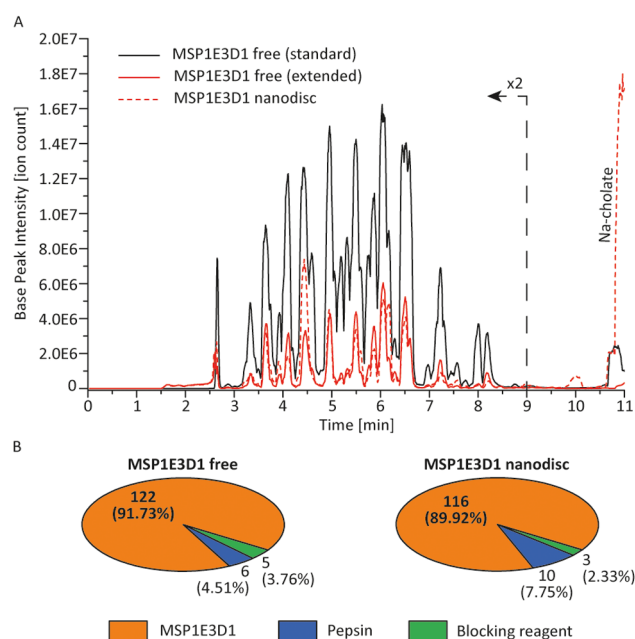 A
2.0E7
1.8E7
1.6E7
1.4E7
1.2E7
1.0E7
8.0E6
6.0E6
4.0E6
2.0E6
0
Base Peak Intensity [ion count]
MSP1E3D1 free (standard)
MSP1E3D1 free (extended)
MSP1E3D1 nanodisc
x2
Na-cholate
0 1 2 3 4 5 6 7 8 9 10 11
Time [min]
B
MSP1E3D1 free
122
(91.73%)
5
(3.76%)
6
(4.51%)
MSP1E3D1 nanodisc
116
(89.92%)
3
(2.33%)
10
(7.75%)
MSP1E3D1 Pepsin Blocking reagent